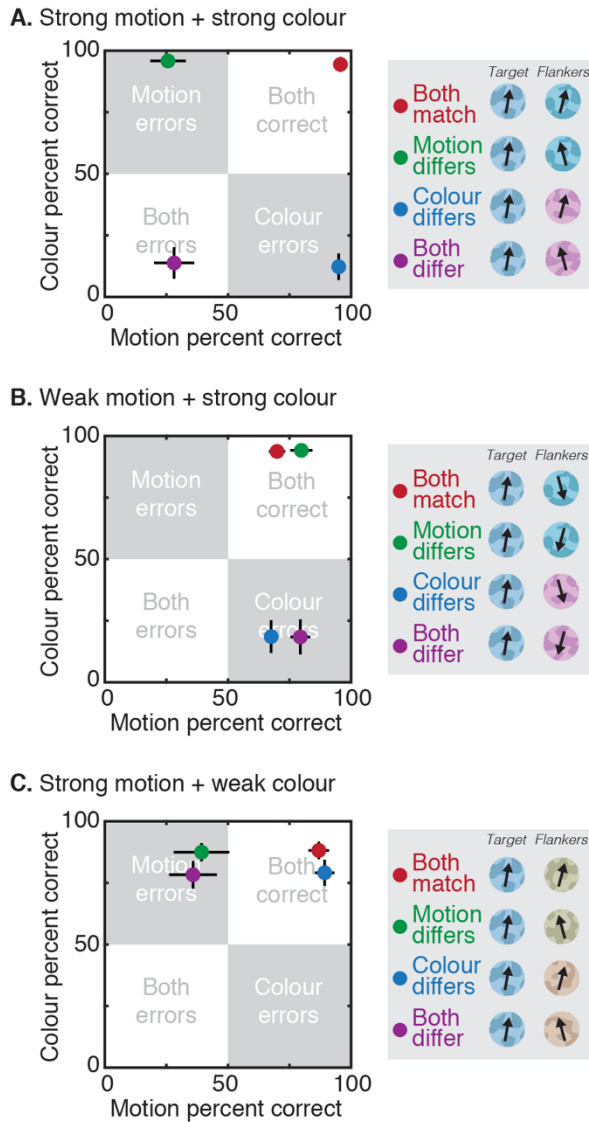 A. Strong motion + strong colour
Colour percent correct
100
50
0
Motion errors
Both correct
Both errors
Colour errors
0
50
100
Motion percent correct
Target Flankers
Both match
Motion differs
Colour differs
Both differ
B. Weak motion + strong colour
Colour percent correct
100
50
0
Motion errors
Both correct
Both errors
Colour errors
0
50
100
Motion percent correct
Target Flankers
Both match
Motion differs
Colour differs
Both differ
C. Strong motion + weak colour
Colour percent correct
100
50
0
Motion errors
Both correct
Both errors
Colour errors
0
50
100
Motion percent correct
Target Flankers
Both match
Motion differs
Colour differs
Both differ